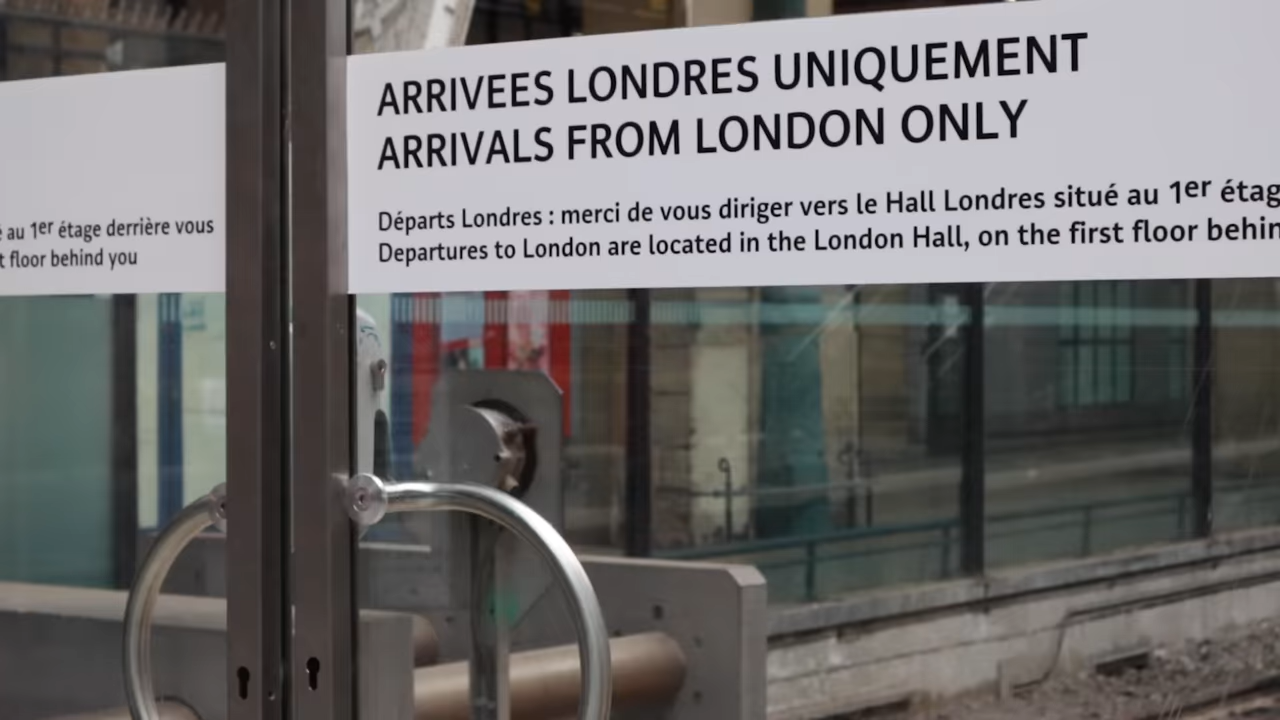 ARRIVEES LONDRES UNIQUEMENT
ARRIVALS FROM LONDON ONLY
au 1er étage derrière vous
floor behind you
Départs Londres : merci de vous diriger vers le Hall Londres situé au 1er étag
Departures to London are located in the London Hall, on the first floor behin